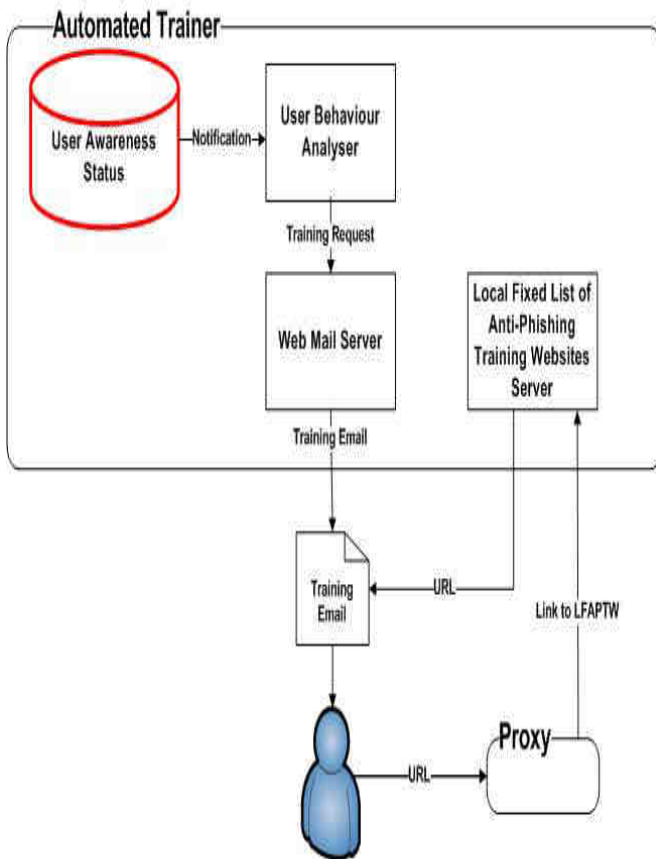 Automated Trainer
User Awareness
Status
Notification
User Behaviour
Analyser
Training Request
Web Mail Server
Local Fixed List of
Anti-Phishing
Training Websites
Server
Training Email
Training
Email
URL
Link to LFAPTW
Proxy
URL